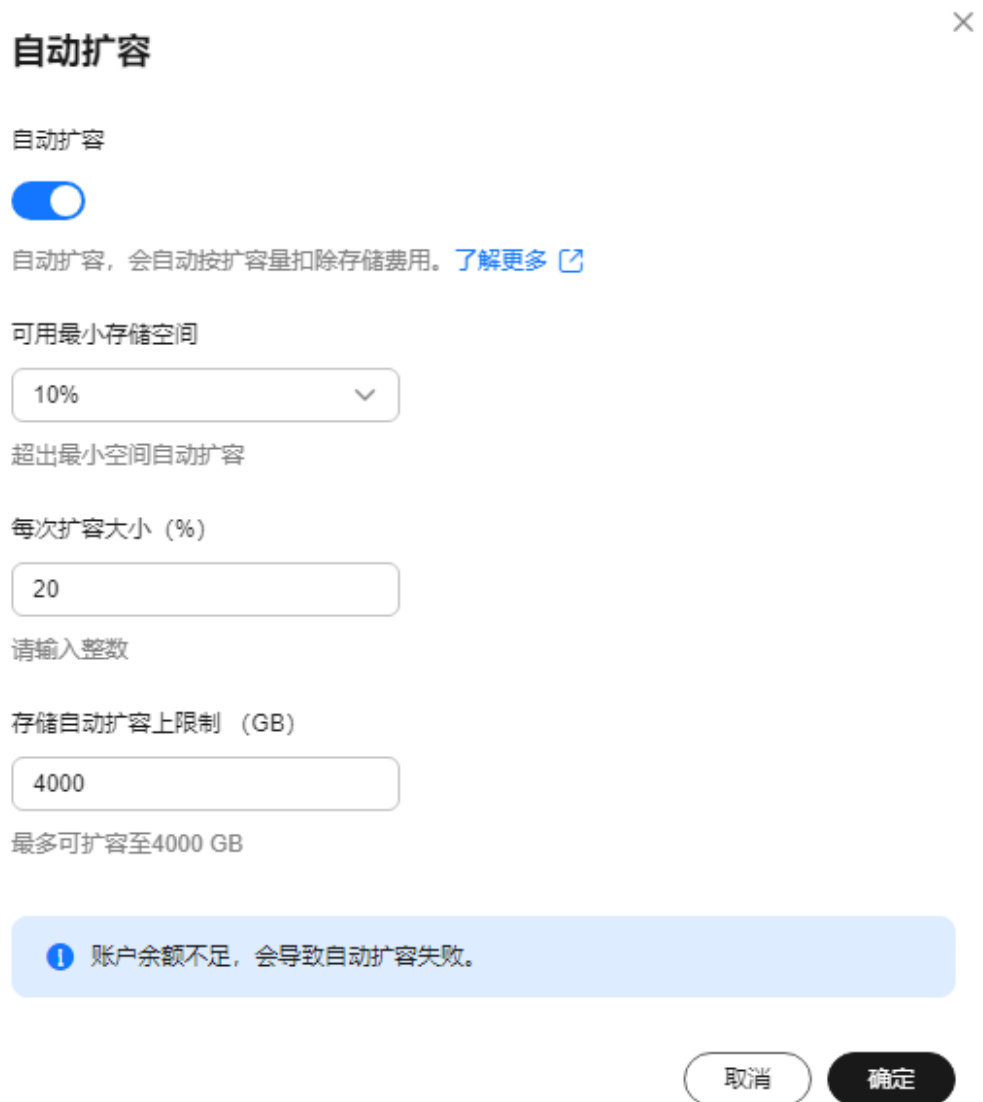 自动扩容
自动扩容
自动扩容，会自动按扩容量扣除存储费用。了解更多
可用最小存储空间
10%
超出最小空间自动扩容
每次扩容大小（%）
20
请输入整数
存储自动扩容上限制 （GB）
4000
最多可扩容至4000 GB
账户余额不足，会导致自动扩容失败。
取消 确定